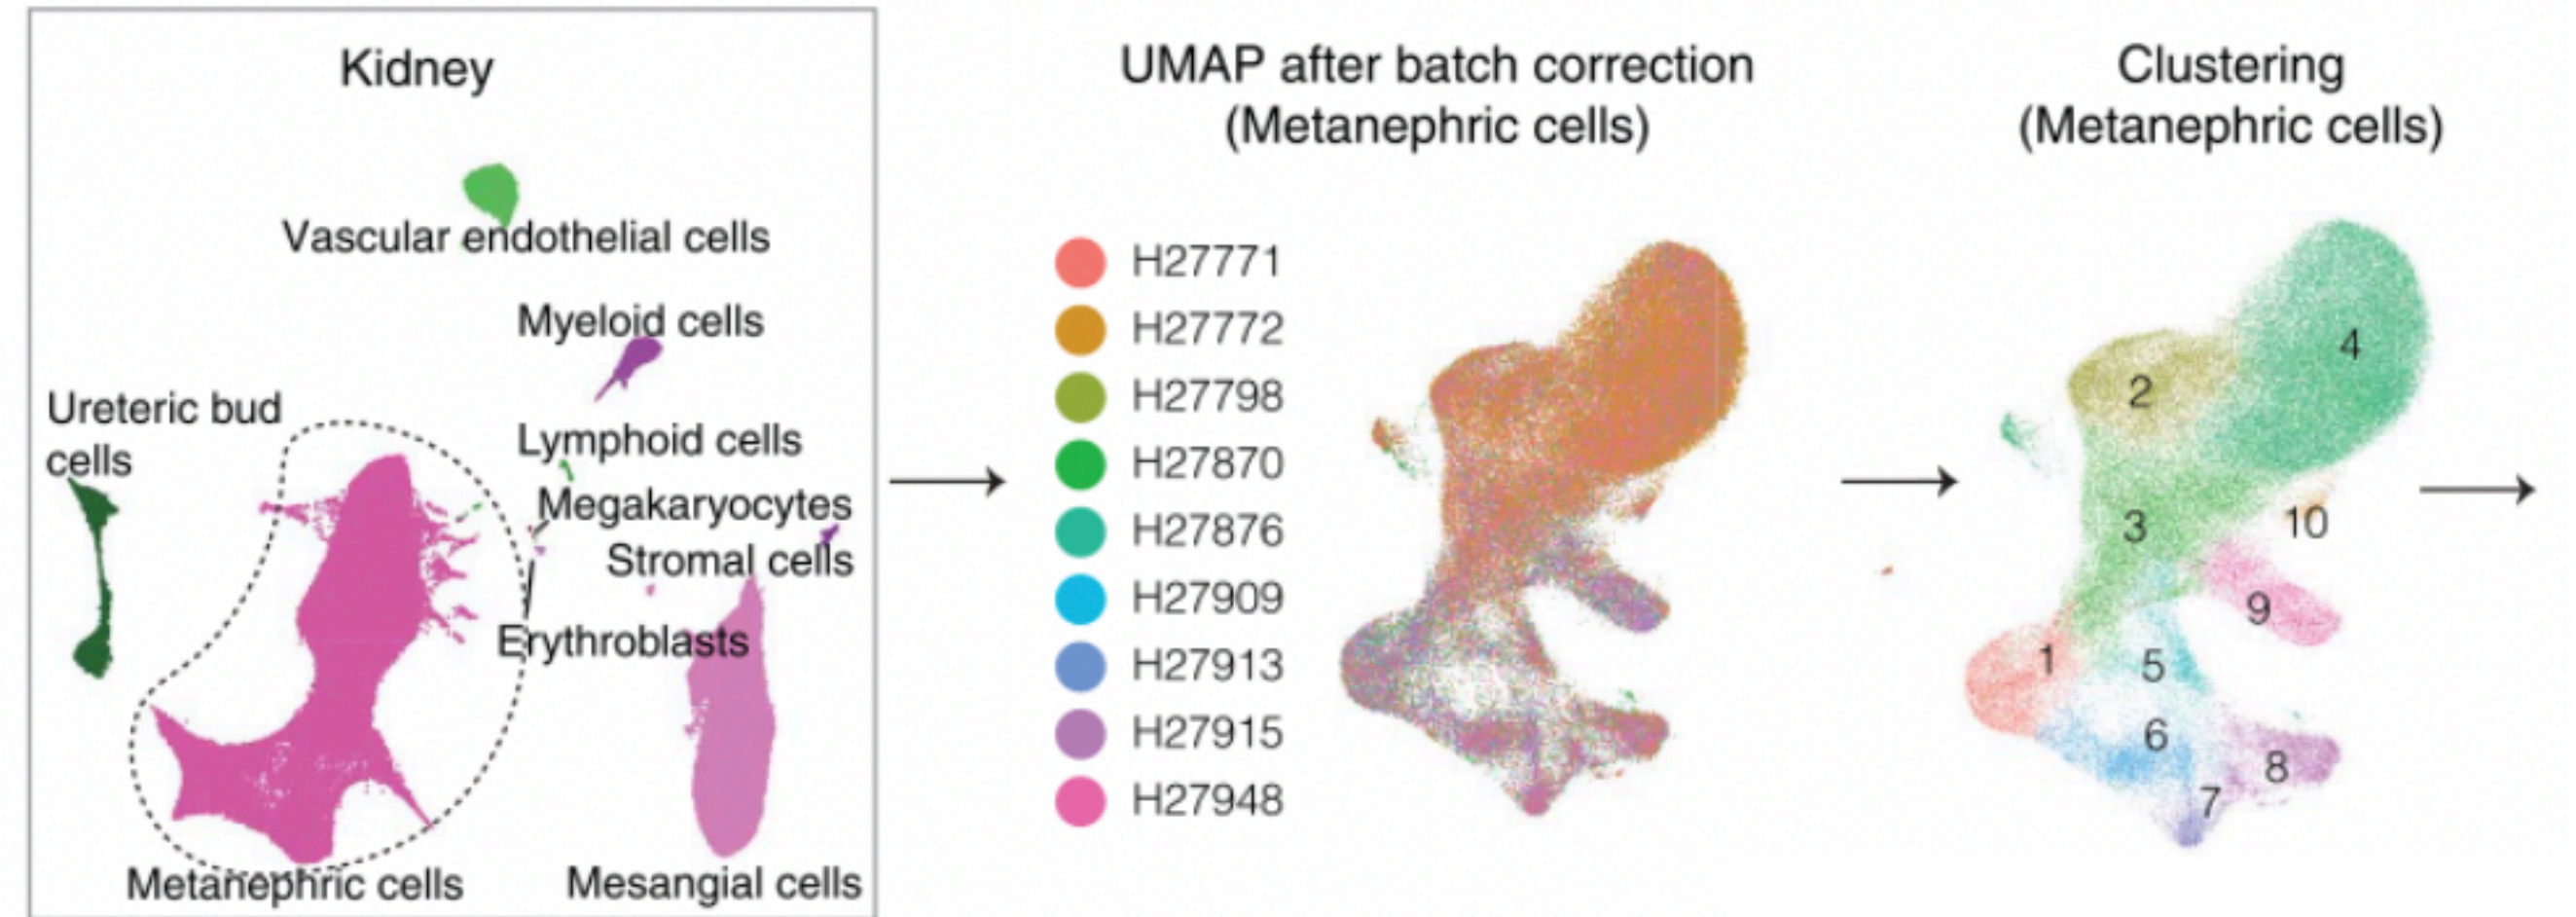 Kidney
Vascular endothelial cells
Myeloid cells
Ureteric bud
cells
Lymphoid cells
Megakaryocytes
Stromal cells
Erythroblasts
Metanephric cells
Mesangial cells
UMAP after batch correction
(Metanephric cells)
H27771
H27772
H27798
H27870
H27876
H27909
H27913
H27915
H27948
Clustering
(Metanephric cells)
4
2
3
10
9
1
5
6
8
7